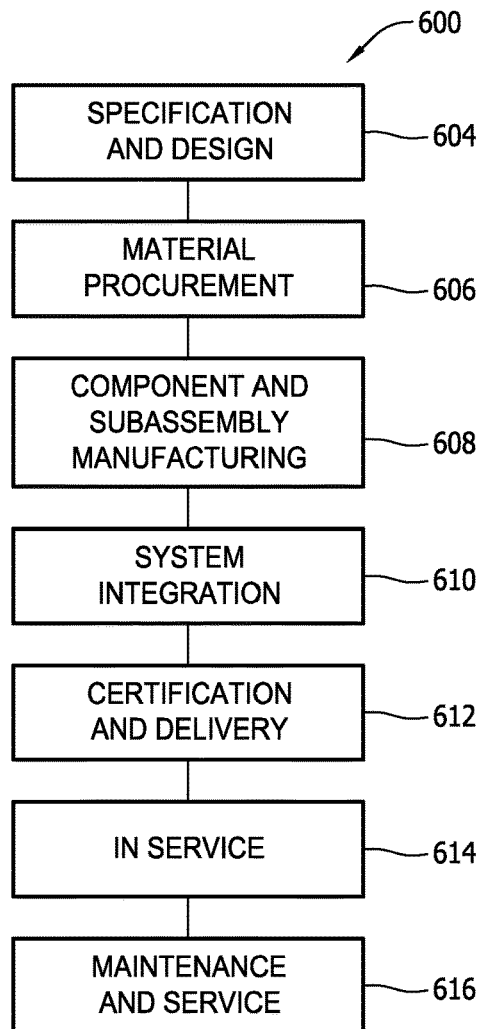 600
SPECIFICATION
AND DESIGN
604
MATERIAL
PROCUREMENT
606
COMPONENT AND
SUBASSEMBLY
MANUFACTURING
608
SYSTEM
INTEGRATION
610
CERTIFICATION
AND DELIVERY
612
IN SERVICE
614
MAINTENANCE
AND SERVICE
616